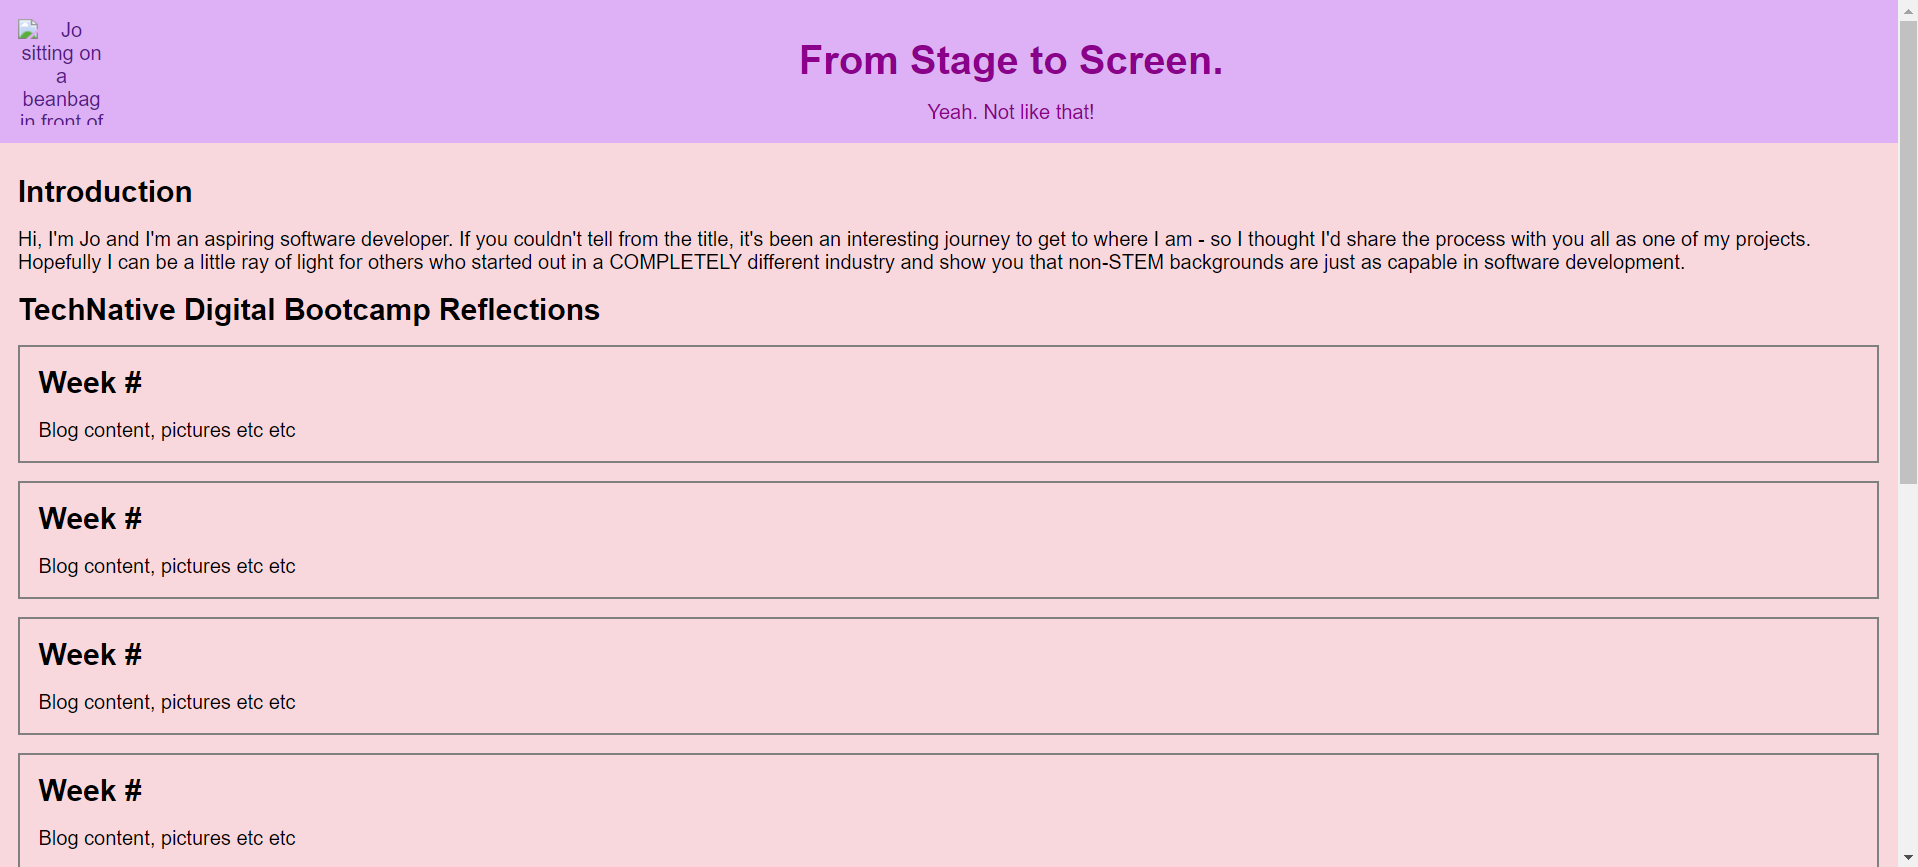 Jo
sitting on
a
beanbag
in front of
From Stage to Screen.
Yeah. Not like that!
Introduction
Hi, I'm Jo and I'm an aspiring software developer. If you couldn't tell from the title, it's been an interesting journey to get to where I am - so I thought I'd share the process with you all as one of my projects.
Hopefully I can be a little ray of light for others who started out in a COMPLETELY different industry and show you that non-STEM backgrounds are just as capable in software development.
TechNative Digital Bootcamp Reflections
Week #
Blog content, pictures etc etc
Week #
Blog content, pictures etc etc
Week #
Blog content, pictures etc etc
Week #
Blog content, pictures etc etc